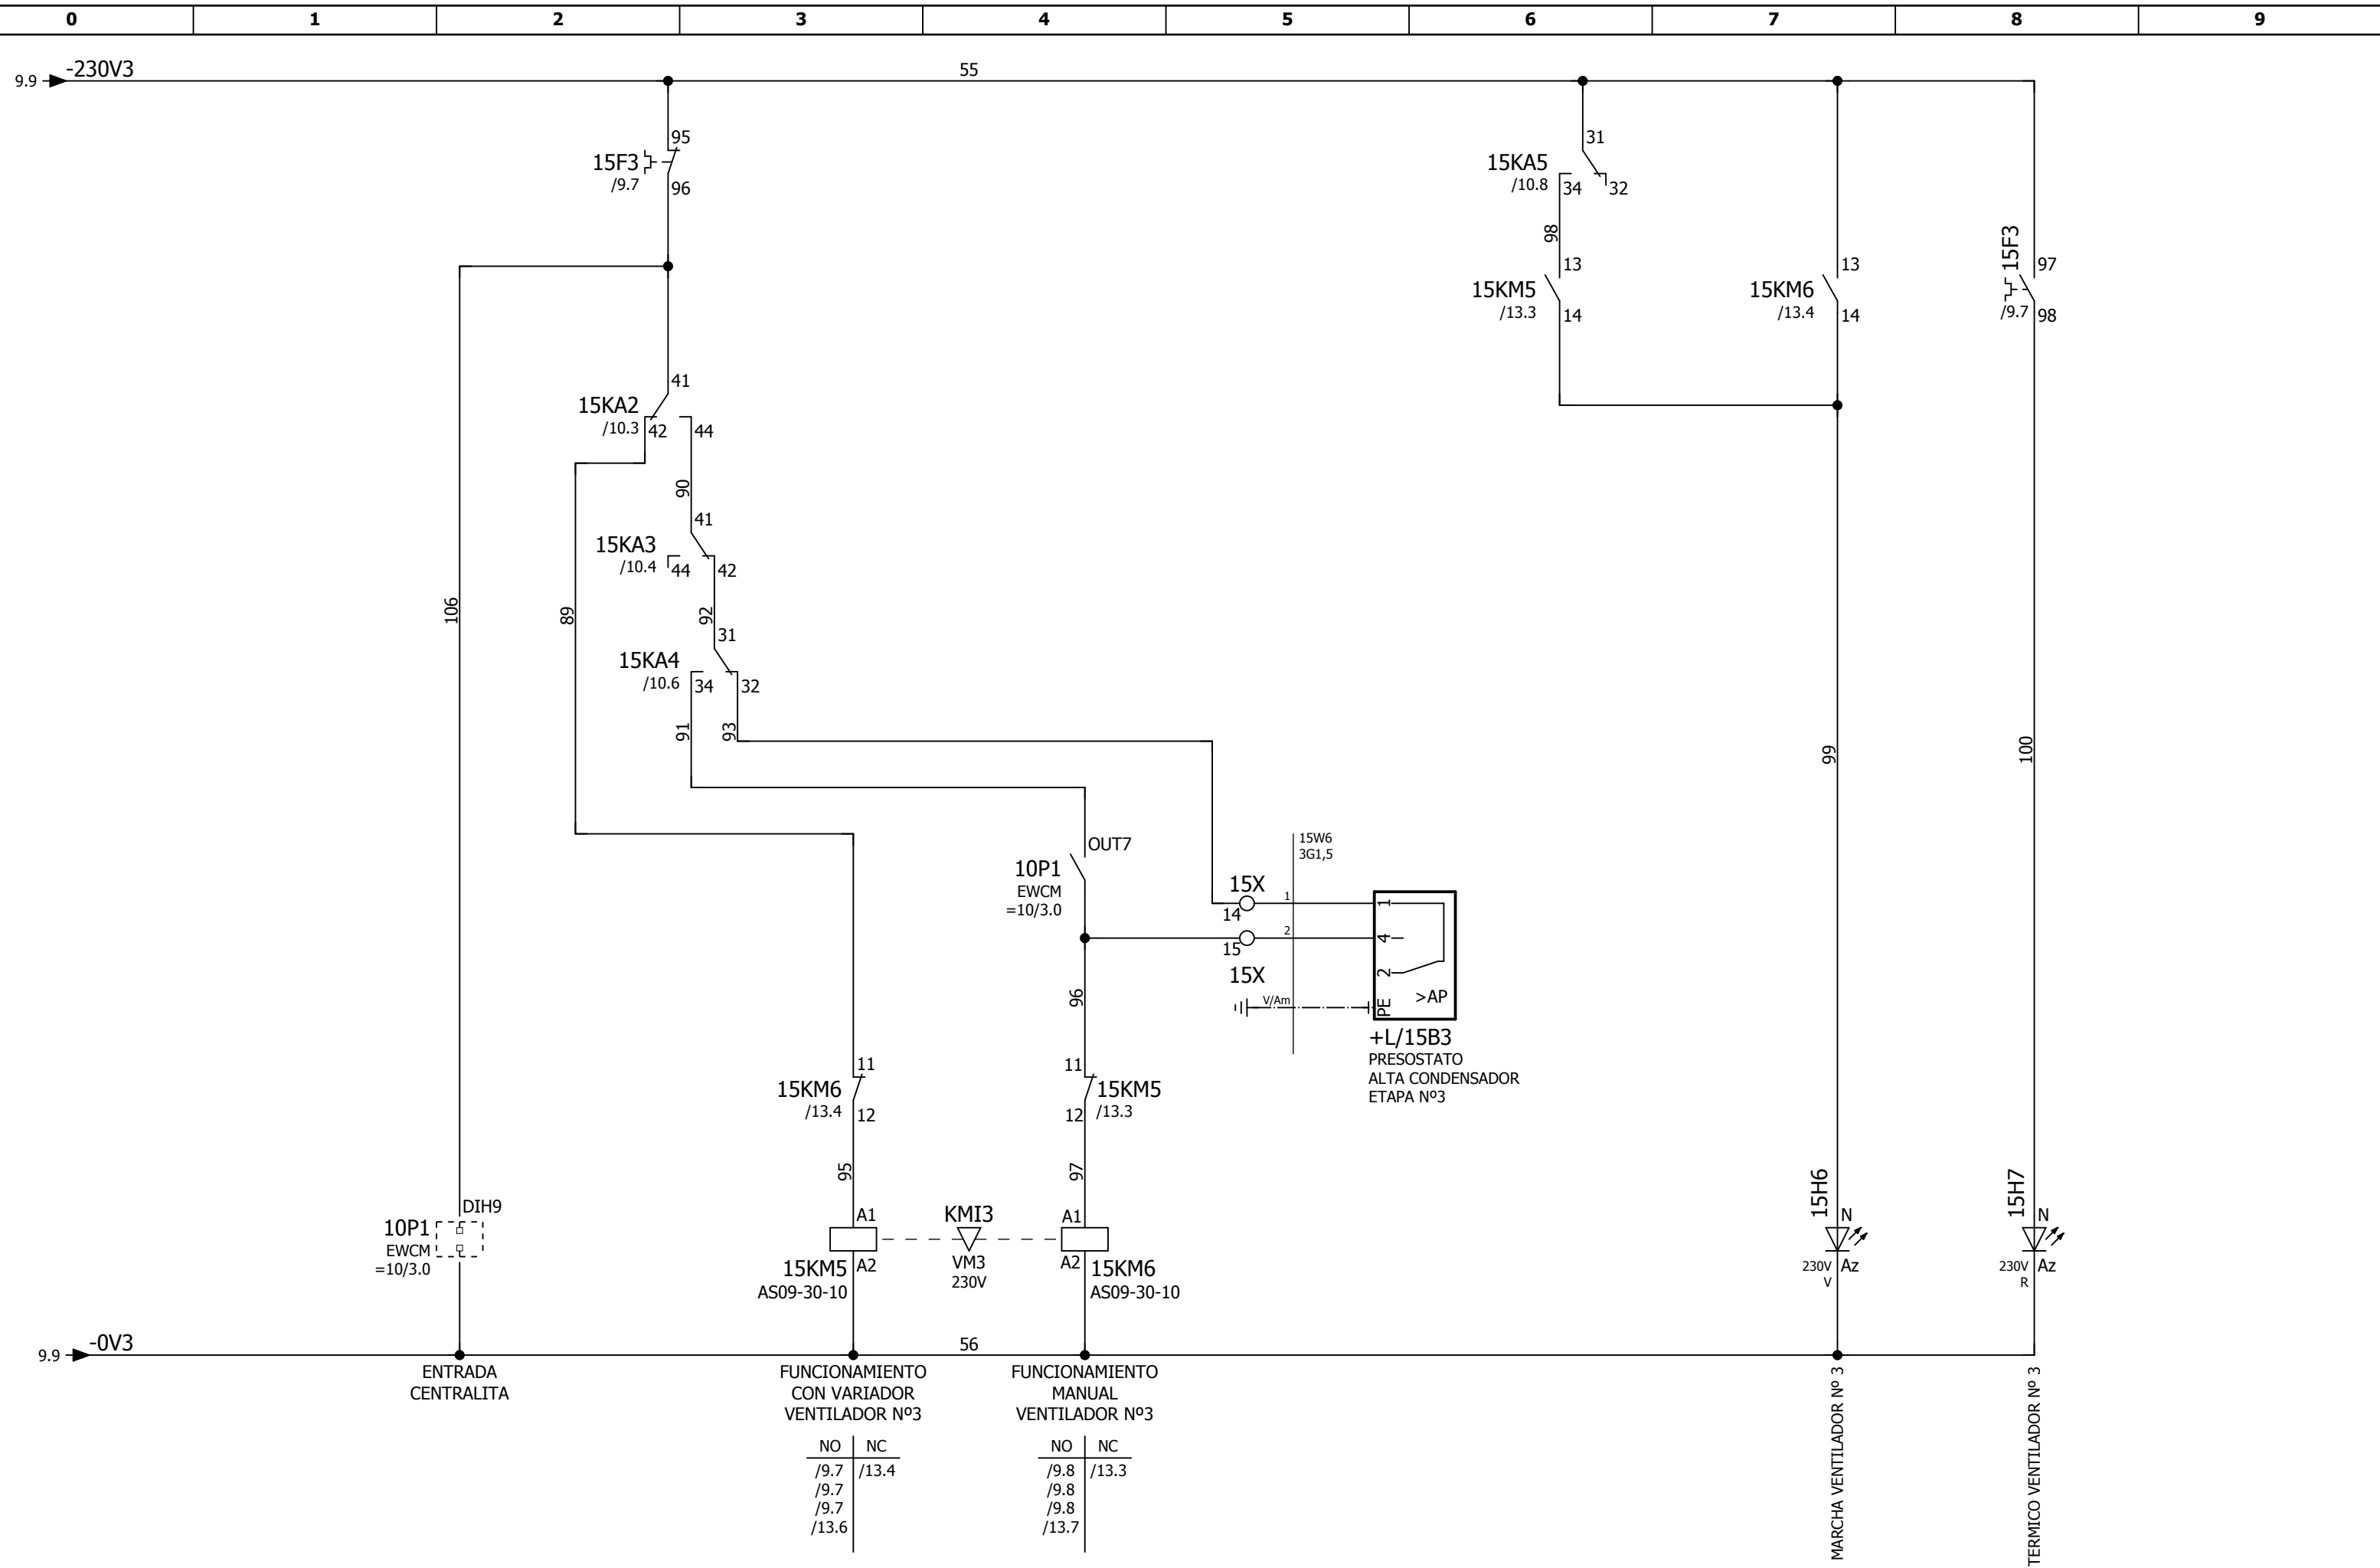 0 1 2 3 4 5 6 7 8 9
9.9 -230V3
55
95
15F3
/9.7
96
31
15KA5
/10.8
34 32
98
13
15KM5
/13.3
14
13
15KM6
/13.4
14
15F3
97
/9.7
98
41
15KA2
/10.3
42 44
90
41
15KA3
/10.4
44 42
106
89
92
31
15KA4
/10.6
34 32
91
93
99
100
OUT7
10P1
EWCM
=10/3.0
15W6
3G1,5
15X
14
1
1
15
2
4
15X
2
V/Am
PE
>AP
+L/15B3
PRESOSTATO
ALTA CONDENSADOR
ETAPA Nº3
96
11
15KM6
/13.4
12
11
15KM5
/13.3
12
95
97
DIH9
10P1
EWCM
=10/3.0
A1
15KM5
A2
AS09-30-10
KMI3
VM3
230V
A1
A2
15KM6
AS09-30-10
15H6
N
230V
V
Az
15H7
N
230V
R
Az
9.9 -0V3
56
ENTRADA
CENTRALITA
FUNCIONAMIENTO
CON VARIADOR
VENTILADOR Nº3
NO NC
/9.7 /13.4
/9.7
/9.7
/13.6
FUNCIONAMIENTO
MANUAL
VENTILADOR Nº3
NO NC
/9.8 /13.3
/9.8
/9.8
/13.7
MARCHA VENTILADOR Nº 3
TERMICO VENTILADOR Nº 3